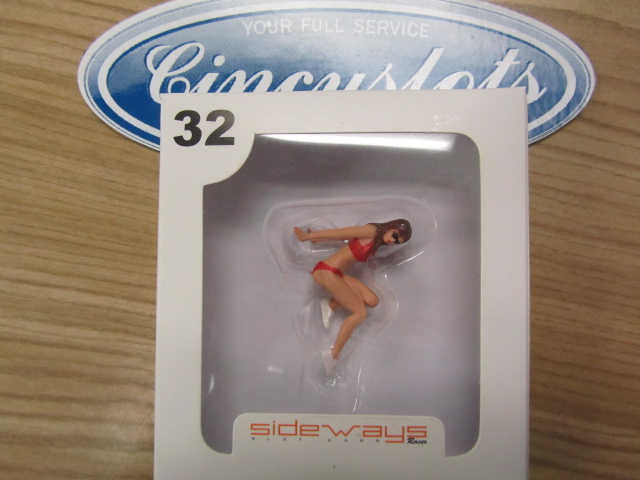 YOUR FULL SERVICE
Cincyslots
32
sideways
SLOT CARS Racer